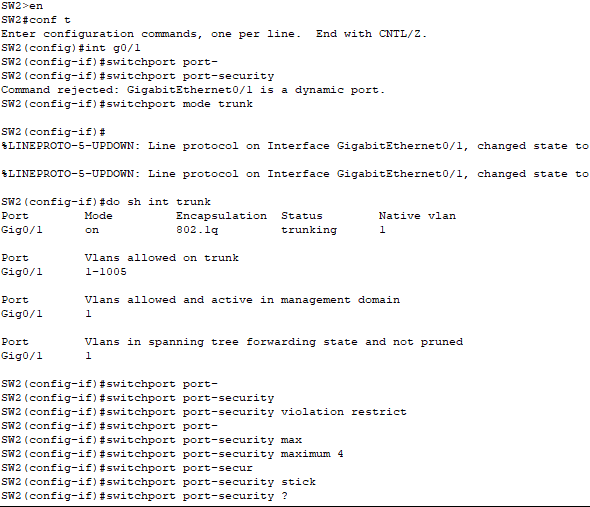 SW2>en
SW2#conf t
Enter configuration commands, one per line.  End with CNTL/Z.
SW2(config)#int g0/1
SW2(config-if)#switchport port-
SW2(config-if)#switchport port-security
Command rejected: GigabitEthernet0/1 is a dynamic port.
SW2(config-if)#switchport mode trunk
SW2(config-if)#
%LINEPROTO-5-UPDOWN: Line protocol on Interface GigabitEthernet0/1, changed state to
%LINEPROTO-5-UPDOWN: Line protocol on Interface GigabitEthernet0/1, changed state to
SW2(config-if)#do sh int trunk
Port        Mode         Encapsulation  Status        Native vlan
Gig0/1      on           802.1q         trunking      1
Port        Vlans allowed on trunk
Gig0/1      1-1005
Port        Vlans allowed and active in management domain
Gig0/1      1
Port        Vlans in spanning tree forwarding state and not pruned
Gig0/1      1
SW2(config-if)#switchport port-
SW2(config-if)#switchport port-security
SW2(config-if)#switchport port-security violation restrict
SW2(config-if)#switchport port-
SW2(config-if)#switchport port-security max
SW2(config-if)#switchport port-security maximum 4
SW2(config-if)#switchport port-secur
SW2(config-if)#switchport port-security stick
SW2(config-if)#switchport port-security ?